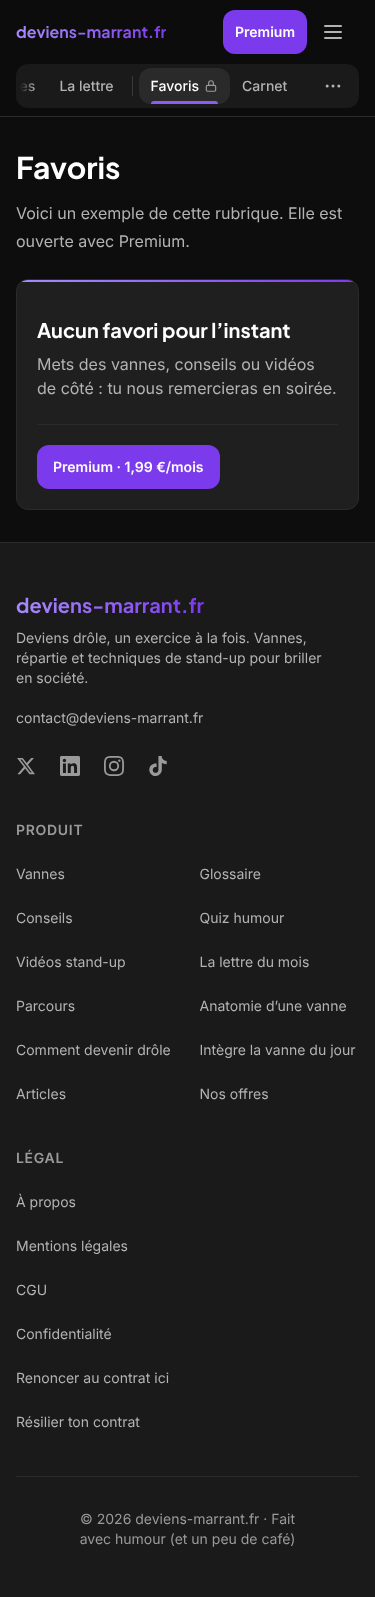 deviens-marrant.fr
Premium
es
La lettre
Favoris
Carnet
Favoris
Voici un exemple de cette rubrique. Elle est
ouverte avec Premium.
Aucun favori pour l’instant
Mets des vannes, conseils ou vidéos
de côté : tu nous remercieras en soirée.
Premium · 1,99 €/mois
deviens-marrant.fr
Deviens drôle, un exercice à la fois. Vannes,
répartie et techniques de stand-up pour briller
en société.
contact@deviens-marrant.fr
PRODUIT
Vannes
Glossaire
Conseils
Quiz humour
Vidéos stand-up
La lettre du mois
Parcours
Anatomie d’une vanne
Comment devenir drôle
Intègre la vanne du jour
Articles
Nos offres
LÉGAL
À propos
Mentions légales
CGU
Confidentialité
Renoncer au contrat ici
Résilier ton contrat
© 2026 deviens-marrant.fr · Fait
avec humour (et un peu de café)